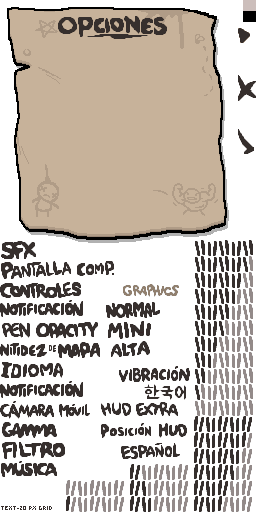 OPCIONES
SFX
PANTALLA COMP.
CONTROLES GRAPHICS
NOTIFICACIÓN NORMAL
PEN OPACITY MINI
NITIDEZ DE MAPA ALTA
IDIOMA VIBRACIÓN
NOTIFICACIÓN 한국어
CÁMARA MÓVIL HUD EXTRA
GAMMA POSICIÓN HUD
FILTRO ESPAÑOL
MÚSICA
TEXT-20 PX GRID